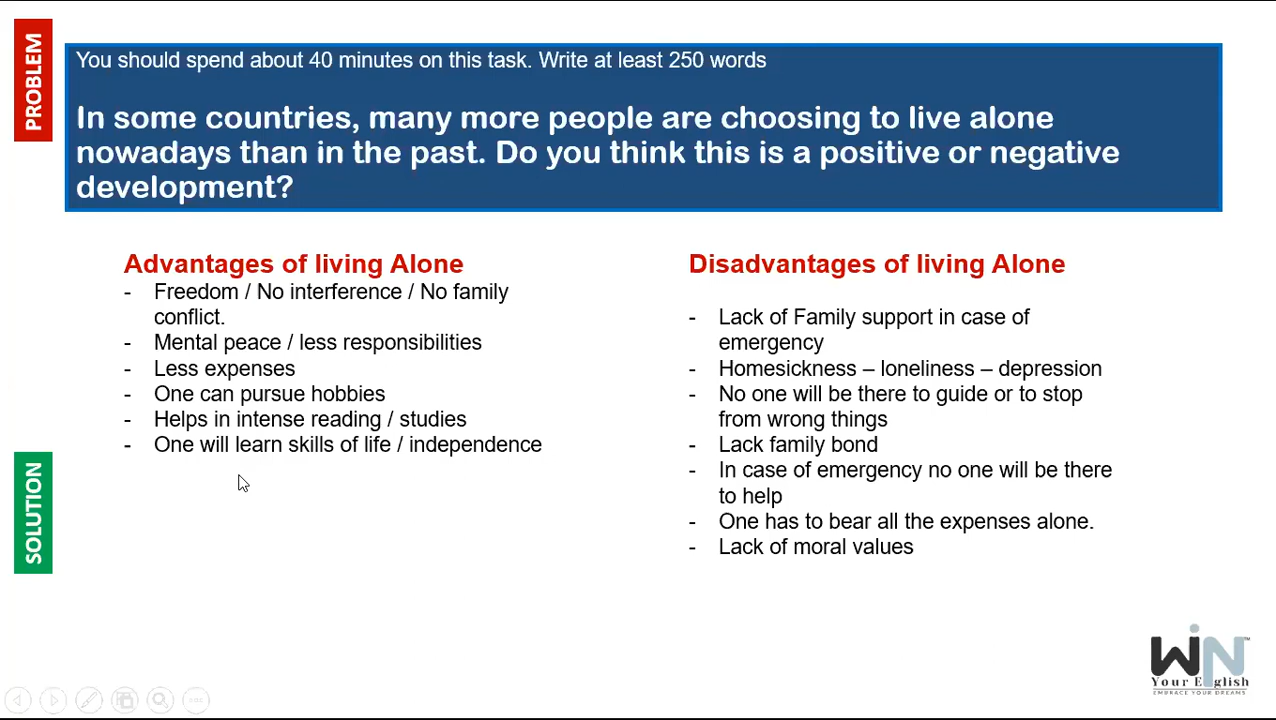 PROBLEM
You should spend about 40 minutes on this task. Write at least 250 words
In some countries, many more people are choosing to live alone
nowadays than in the past. Do you think this is a positive or negative
development?
Advantages of living Alone
- Freedom / No interference / No family
conflict.
- Mental peace / less responsibilities
- Less expenses
- One can pursue hobbies
- Helps in intense reading / studies
- One will learn skills of life / independence
SOLUTION
Disadvantages of living Alone
- Lack of Family support in case of
emergency
- Homesickness – loneliness – depression
- No one will be there to guide or to stop
from wrong things
- Lack family bond
- In case of emergency no one will be there
to help
- One has to bear all the expenses alone.
- Lack of moral values
WiN™
Your English
EMBRACE YOUR DREAMS